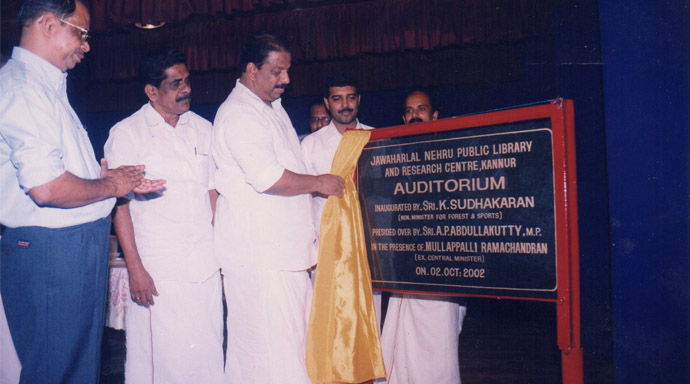 JAWAHARLAL NEHRU PUBLIC LIBRARY
AND RESEARCH CENTRE, KANNUR
AUDITORIUM
INAUGURATED BY, SRI. K. SUDHAKARAN
(HON. MINISTER FOR FOREST & SPORTS)
PRESIDED OVER BY, SRI. A.P. ABDULLAKUTTY, M.P.
IN THE PRESENCE OF, MULLAPPALLI RAMACHANDRAN
(EX. CENTRAL MINISTER)
ON. 02. OCT: 2002